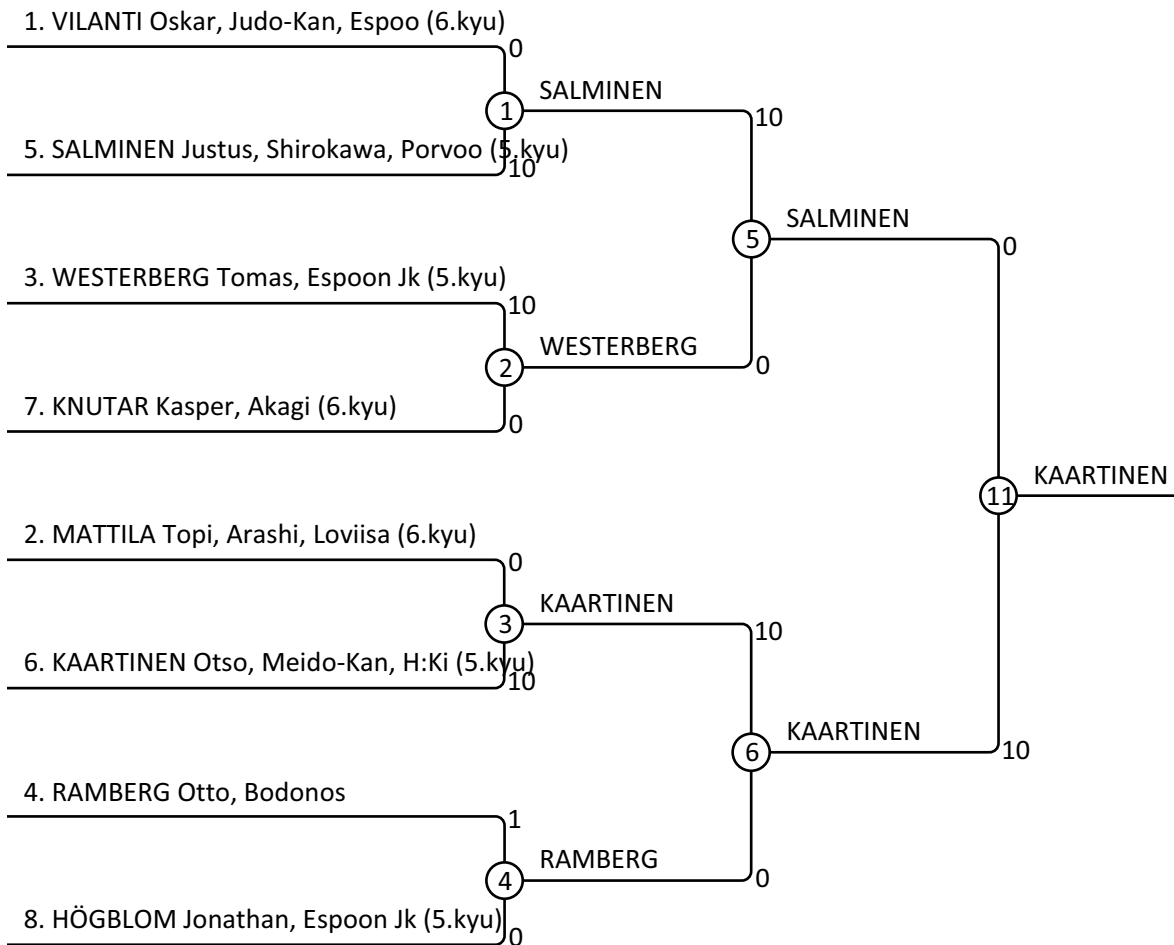 1. VILANTI Oskar, Judo-Kan, Espoo (6.kyu)
0
SALMINEN
1
10
5. SALMINEN Justus, Shirokawa, Porvoo (5.kyu)
10
SALMINEN
5
0
3. WESTERBERG Tomas, Espoon Jk (5.kyu)
10
WESTERBERG
2
0
7. KNUTAR Kasper, Akagi (6.kyu)
0
KAARTINEN
11
2. MATTILA Topi, Arashi, Loviisa (6.kyu)
0
KAARTINEN
3
10
6. KAARTINEN Otso, Meido-Kan, H:Ki (5.kyu)
10
KAARTINEN
6
10
4. RAMBERG Otto, Bodonos
1
RAMBERG
4
0
8. HÖGBLOM Jonathan, Espoon Jk (5.kyu)
0